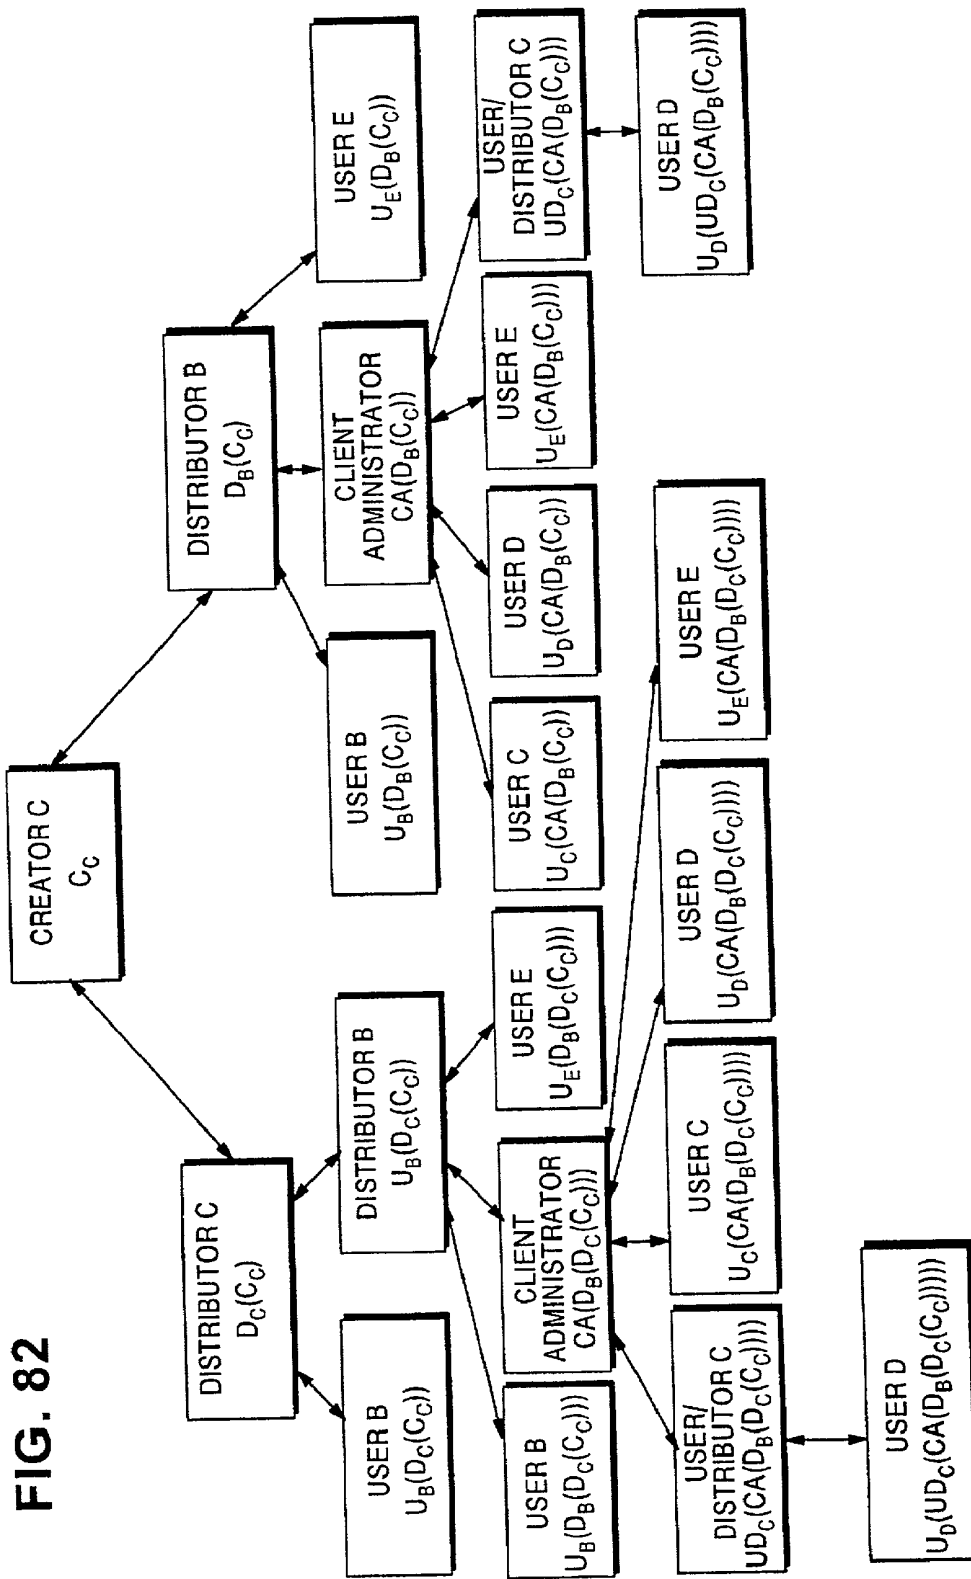 FIG. 82
CREATOR C
C_C
DISTRIBUTOR C
D_C(C_C)
DISTRIBUTOR B
D_B(C_C)
USER B
U_B(D_C(C_C))
DISTRIBUTOR B
U_B(D_C(C_C))
USER B
U_B(D_B(C_C))
CLIENT
ADMINISTRATOR
CA(D_B(C_C))
USER E
U_E(D_B(C_C))
USER B
U_B(D_B(D_C(C_C)))
CLIENT
ADMINISTRATOR
CA(D_B(D_C(C_C)))
USER E
U_E(D_B(D_C(C_C)))
USER C
U_C(CA(D_B(C_C))
USER D
U_D(CA(D_B(C_C))
USER E
U_E(CA(D_B(C_C)))
USER/
DISTRIBUTOR C
UD_C(CA(D_B(C_C)))
USER/
DISTRIBUTOR C
UD_C(CA(D_B(D_C(C_C))))
USER C
U_C(CA(D_B(D_C(C_C))))
USER D
U_D(CA(D_B(D_C(C_C))))
USER E
U_E(CA(D_B(D_C(C_C))))
USER D
U_D(UD_C(CA(D_B(C_C))))
USER D
U_D(UD_C(CA(D_B(D_C(C_C)))))